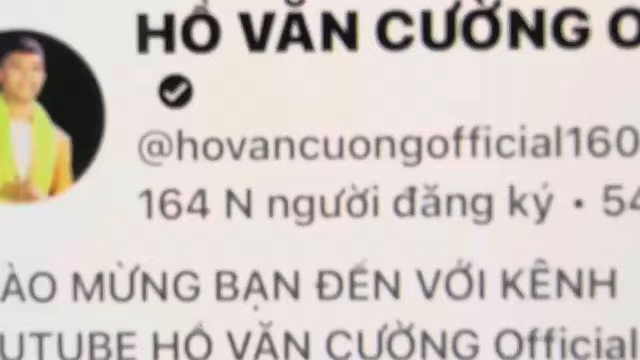 HỒ VĂN CƯỜNG O
@hovancuongofficial160
164 N người đăng ký • 54
ÀO MỪNG BẠN ĐẾN VỚI KÊNH
UTUBE HỒ VĂN CƯỜNG Official